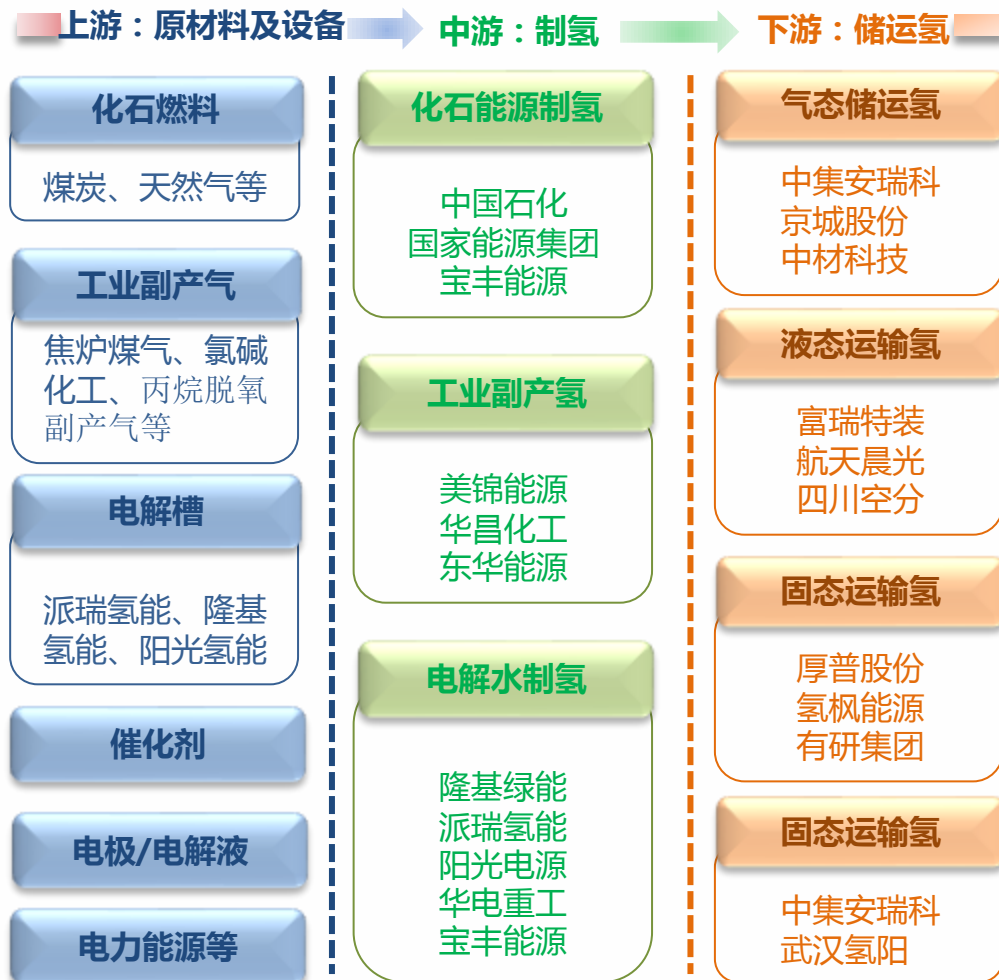 上游：原材料及设备
中游：制氢
下游：储运氢
化石燃料
煤炭、天然气等
工业副产气
焦炉煤气、氯碱
化工、丙烷脱氧
副产气等
电解槽
派瑞氢能、隆基
氢能、阳光氢能
催化剂
电极/电解液
电力能源等
化石能源制氢
中国石化
国家能源集团
宝丰能源
工业副产氢
美锦能源
华昌化工
东华能源
电解水制氢
隆基绿能
派瑞氢能
阳光电源
华电重工
宝丰能源
气态储运氢
中集安瑞科
京城股份
中材科技
液态运输氢
富瑞特装
航天晨光
四川空分
固态运输氢
厚普股份
氢枫能源
有研集团
固态运输氢
中集安瑞科
武汉氢阳